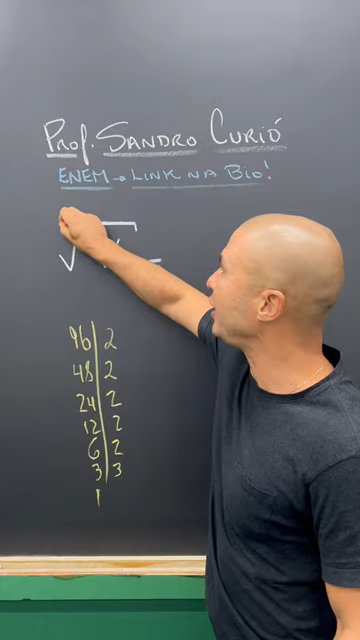 Prof. Sandro Curió
ENEM → LINK NA BIO!
96 | 2
48 | 2
24 | 2
12 | 2
6 | 2
3 | 3
1